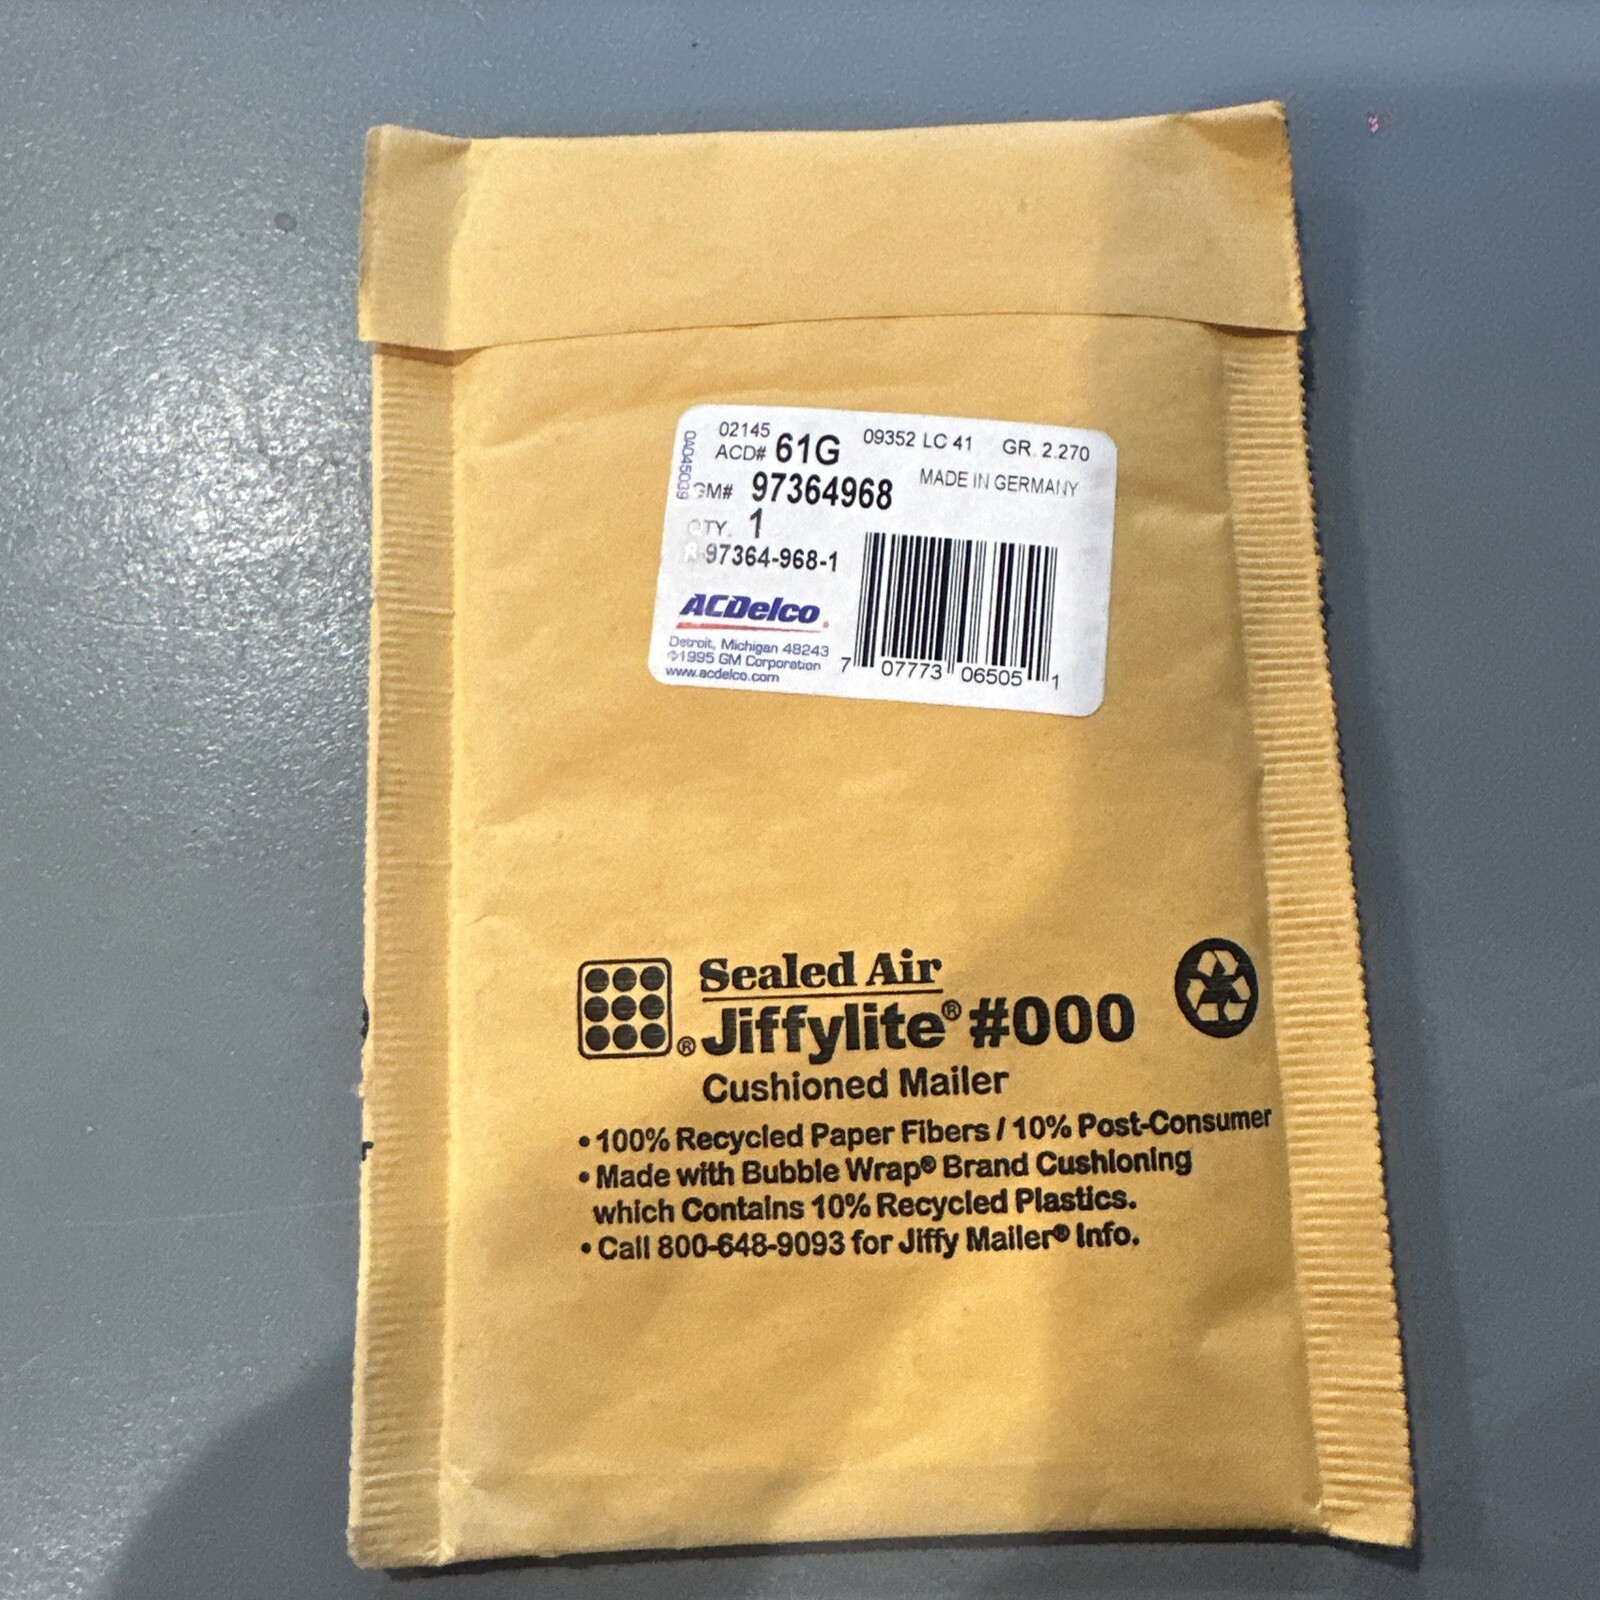 02145 09352 LC 41 GR. 2.270
ACD# 61G
MADE IN GERMANY
0A045039
GM# 97364968
QTY. 1
R-97364-968-1
ACDelco
Detroit, Michigan 48243
©1995 GM Corporation
www.acdelco.com
7 07773 06505 1
Sealed Air
® Jiffylite® #000
Cushioned Mailer
• 100% Recycled Paper Fibers / 10% Post-Consumer
• Made with Bubble Wrap® Brand Cushioning
which Contains 10% Recycled Plastics.
• Call 800-648-9093 for Jiffy Mailer® Info.